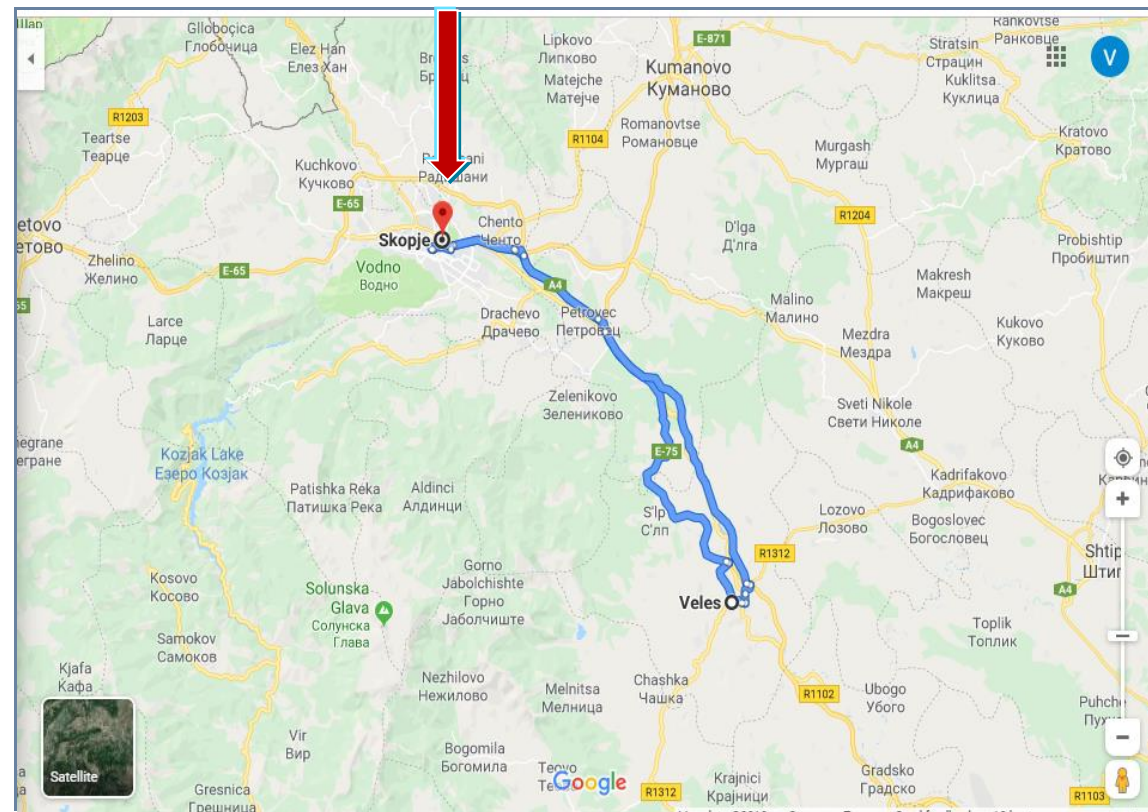 Glloboçica
Глобочица
Elez Han
Елез Хан
Lipkovo
Липково
Matejche
Матејче
E-871
Kumanovo
Куманово
Stratsin
Страцин
Rankovtse
Ранковце
V
Kuklitsa
Куклица
R1203
Teartse
Теарце
R1104
Romanovtse
Романовце
Murgash
Мургаш
Kratovo
Кратово
Kuchkovo
Кучково
E-65
Chento
Ченто
R1204
D'lga
Д'лга
Probishtip
Пробиштип
Skopje
Zhelino
Желино
E-65
Vodno
Водно
A4
Makresh
Макреш
Malino
Малино
Larce
Ларце
Drachevo
Драчево
Petrovec
Петровец
Mezdra
Мездра
Kukovo
Куково
Zelenikovo
Зелениково
Sveti Nikole
Свети Николе
A4
Kozjak Lake
Езеро Козјак
E-75
Kadrifakovo
Кадрифаково
Patishka Reka
Патишка Река
Aldinci
Алдинци
S'lp
С'лп
Lozovo
Лозово
Bogoslovec
Богословец
Shtip
Штип
R1312
A4
Kosovo
Косово
Gorno
Jabolchishte
Горно
Јаболчиште
Solunska
Glava
Солунска
Глава
Veles
Toplik
Топлик
Samokov
Самоков
Kjafa
Кафа
Nezhilovo
Нежилово
Melnitsa
Мелница
Chashka
Чашка
R1102
Ubogo
Убого
Vir
Вир
Bogomila
Богомила
Satellite
Google
Gresnica
Грешница
R1312
Krajnici
Крајници
Gradsko
Градско
R1103